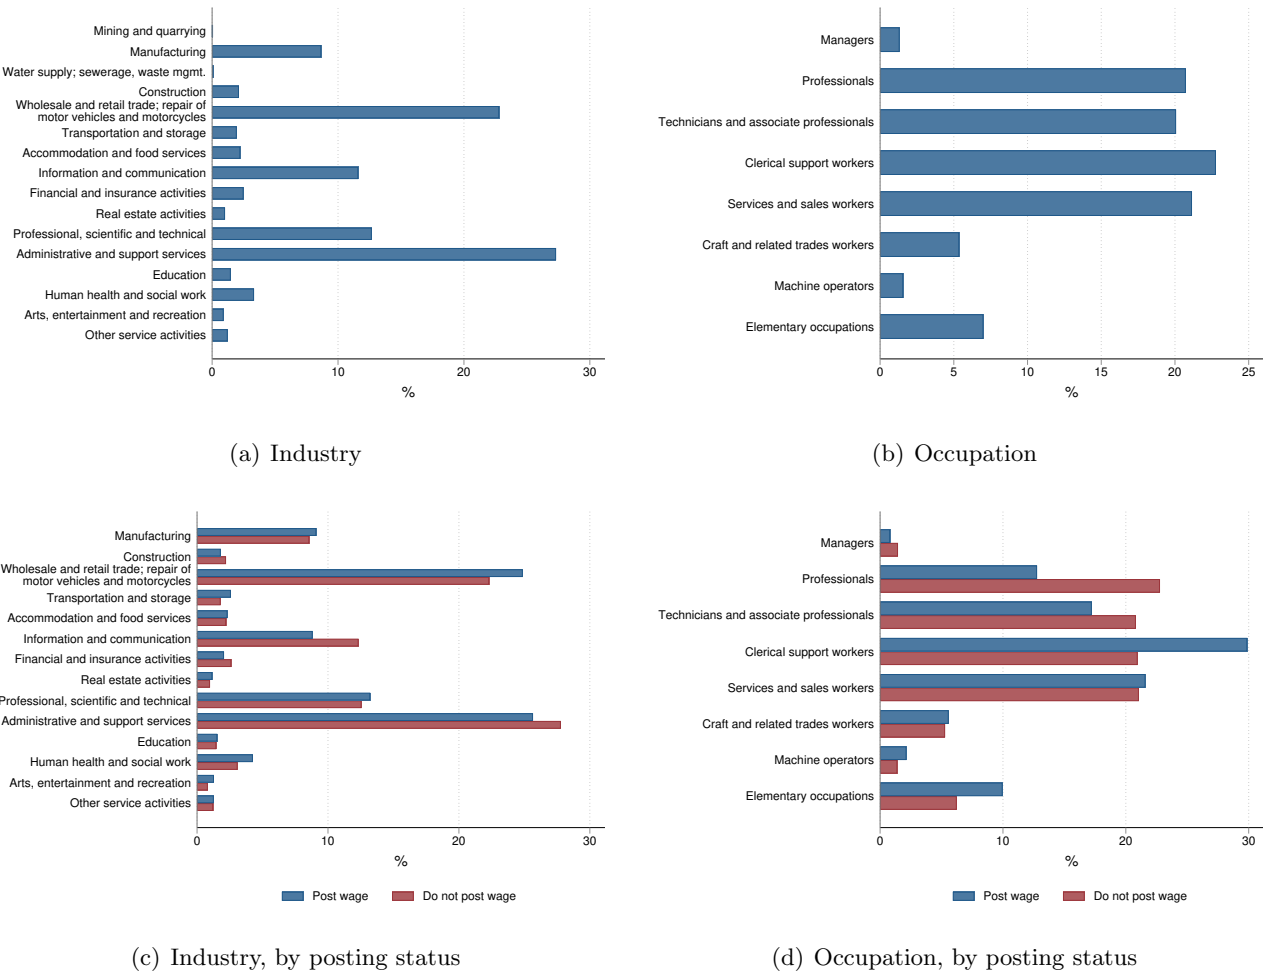 Mining and quarrying
Manufacturing
Water supply; sewerage, waste mgmt.
Construction
Wholesale and retail trade; repair of
motor vehicles and motorcycles
Transportation and storage
Accommodation and food services
Information and communication
Financial and insurance activities
Real estate activities
Professional, scientific and technical
Administrative and support services
Education
Human health and social work
Arts, entertainment and recreation
Other service activities
0 10 20 30
%
(a) Industry
Managers
Professionals
Technicians and associate professionals
Clerical support workers
Services and sales workers
Craft and related trades workers
Machine operators
Elementary occupations
0 5 10 15 20 25
%
(b) Occupation
Manufacturing
Construction
Wholesale and retail trade; repair of
motor vehicles and motorcycles
Transportation and storage
Accommodation and food services
Information and communication
Financial and insurance activities
Real estate activities
Professional, scientific and technical
Administrative and support services
Education
Human health and social work
Arts, entertainment and recreation
Other service activities
0 10 20 30
%
Post wage Do not post wage
(c) Industry, by posting status
Managers
Professionals
Technicians and associate professionals
Clerical support workers
Services and sales workers
Craft and related trades workers
Machine operators
Elementary occupations
0 10 20 30
%
Post wage Do not post wage
(d) Occupation, by posting status